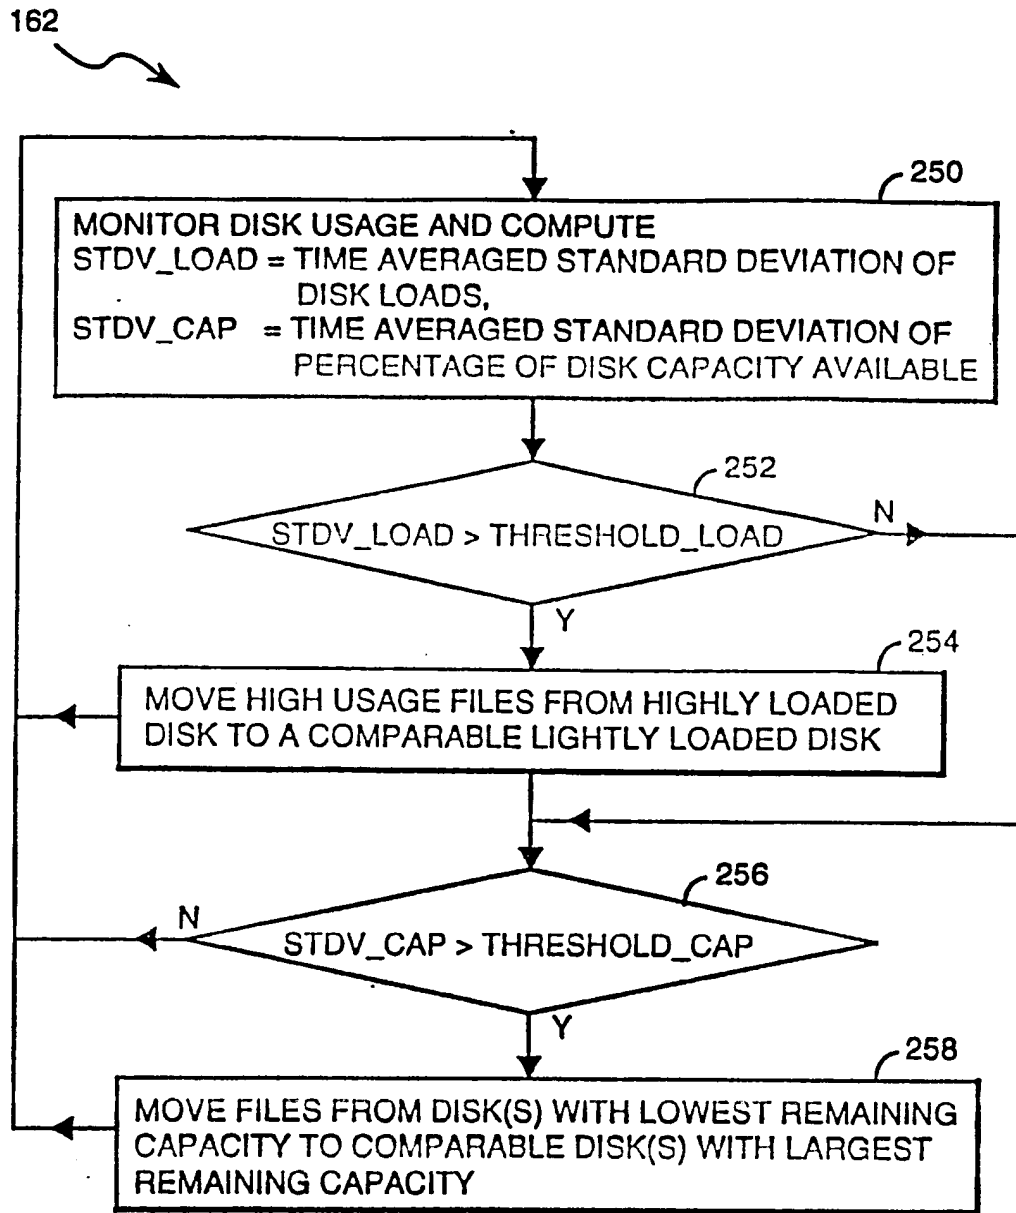 162
250
MONITOR DISK USAGE AND COMPUTE
STDV_LOAD = TIME AVERAGED STANDARD DEVIATION OF
DISK LOADS,
STDV_CAP = TIME AVERAGED STANDARD DEVIATION OF
PERCENTAGE OF DISK CAPACITY AVAILABLE
252
STDV_LOAD > THRESHOLD_LOAD
N
Y
254
MOVE HIGH USAGE FILES FROM HIGHLY LOADED
DISK TO A COMPARABLE LIGHTLY LOADED DISK
256
N
STDV_CAP > THRESHOLD_CAP
Y
258
MOVE FILES FROM DISK(S) WITH LOWEST REMAINING
CAPACITY TO COMPARABLE DISK(S) WITH LARGEST
REMAINING CAPACITY